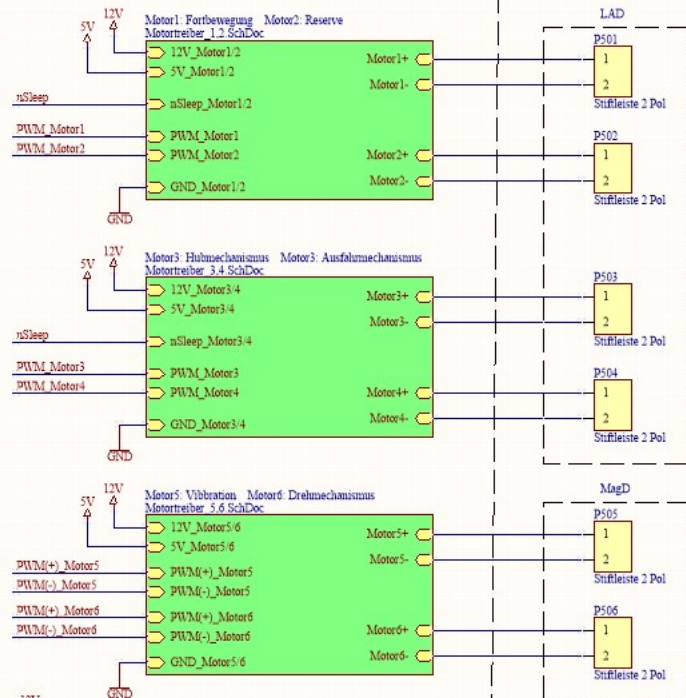 12V
5V
Motor1: Fortbewegung Motor2: Reserve
Motortreiber_1,2.SchDoc
12V_Motor1/2
5V_Motor1/2
nSleep
nSleep_Motor1/2
PWM_Motor1
PWM_Motor1
PWM_Motor2
PWM_Motor2
GND_Motor1/2
GND
Motor1+
Motor1-
Motor2+
Motor2-
LAD
P501
1
2
Stiftleiste 2 Pol
P502
1
2
Stiftleiste 2 Pol
12V
5V
Motor3: Hubmechanismus Motor3: Ausfahrmechanismus
Motortreiber_3,4.SchDoc
12V_Motor3/4
5V_Motor3/4
nSleep
nSleep_Motor3/4
PWM_Motor3
PWM_Motor3
PWM_Motor4
PWM_Motor4
GND_Motor3/4
GND
Motor3+
Motor3-
Motor4+
Motor4-
P503
1
2
Stiftleiste 2 Pol
P504
1
2
Stiftleiste 2 Pol
12V
5V
Motor5: Vibbration Motor6: Drehmechanismus
Motortreiber_5,6.SchDoc
12V_Motor5/6
5V_Motor5/6
PWM(+)_Motor5
PWM(+)_Motor5
PWM(-)_Motor5
PWM(-)_Motor5
PWM(+)_Motor6
PWM(+)_Motor6
PWM(-)_Motor6
PWM(-)_Motor6
GND_Motor5/6
GND
Motor5+
Motor5-
Motor6+
Motor6-
MagD
P505
1
2
Stiftleiste 2 Pol
P506
1
2
Stiftleiste 2 Pol